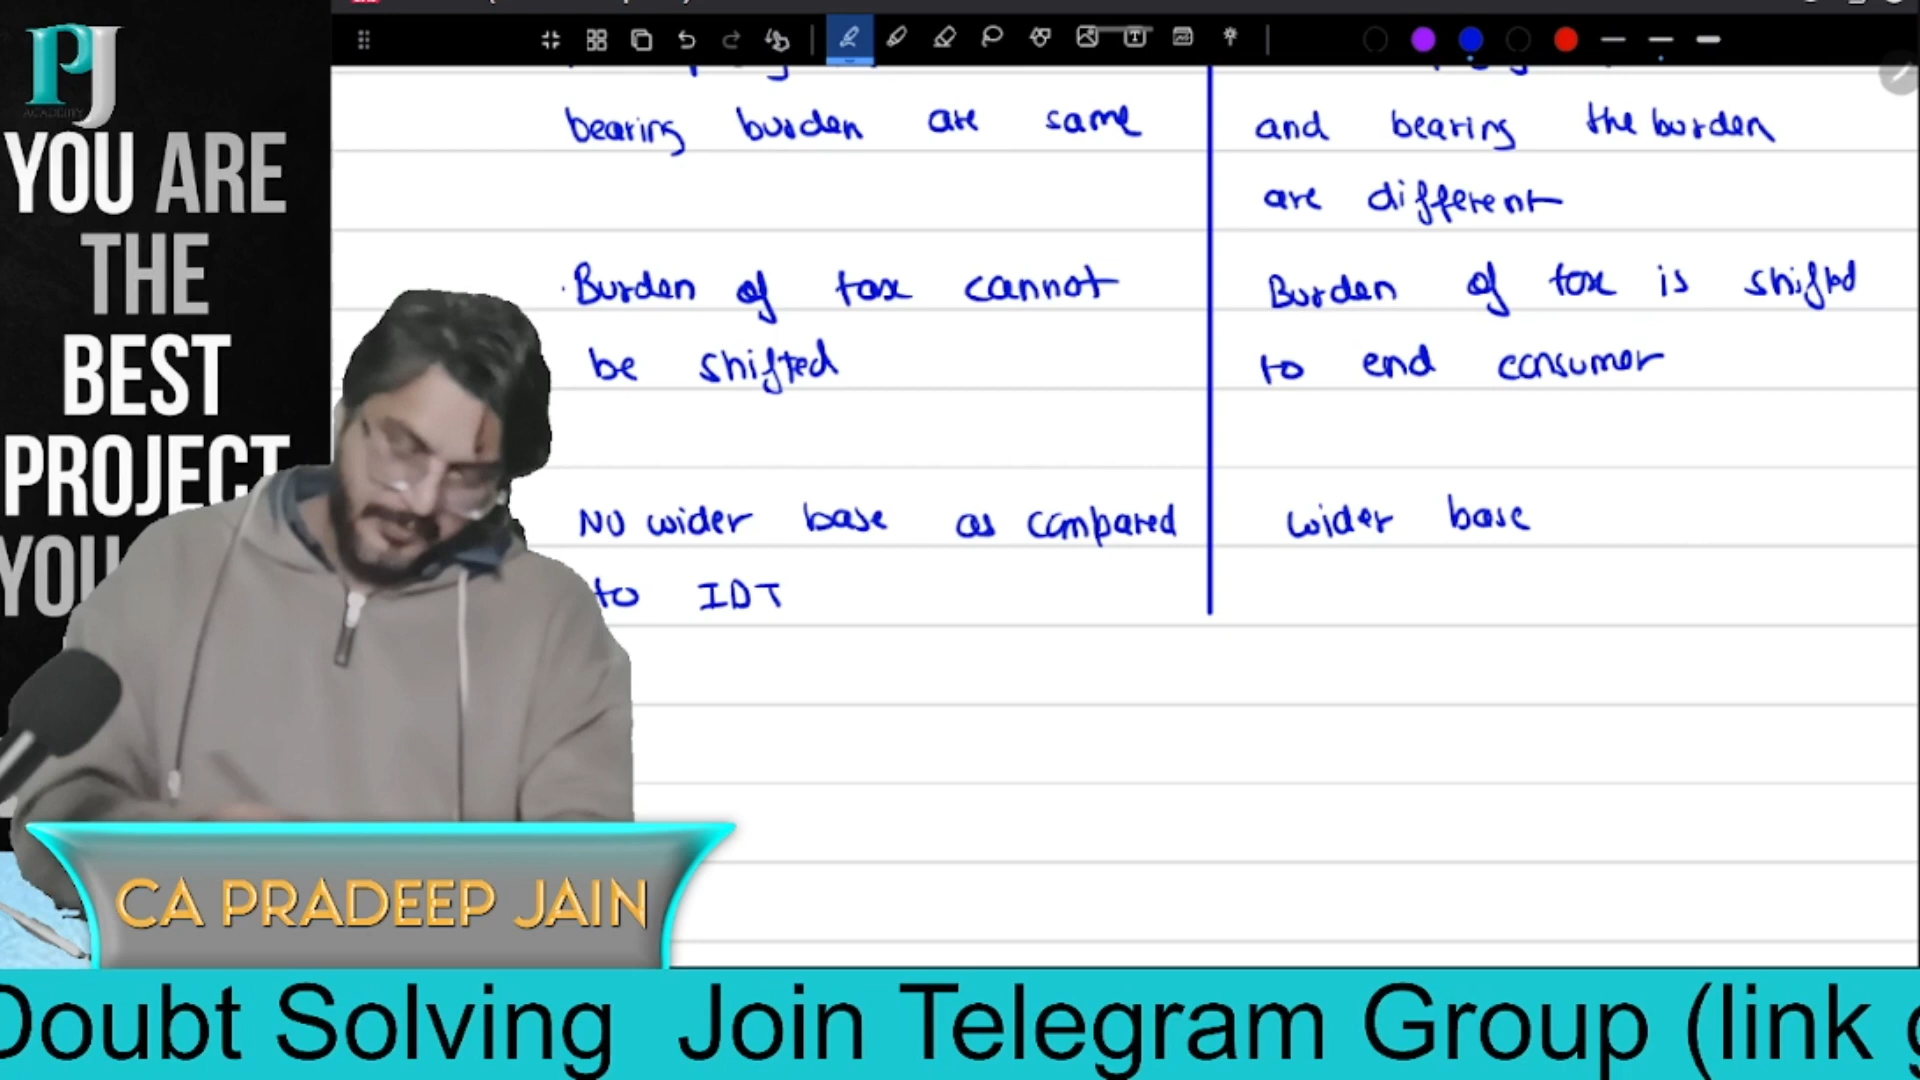 PJ
ACADEMY
YOU ARE
THE
BEST
PROJECT
YOU
bearing burden are same
and bearing the burden
are different
Burden of tax cannot
be shifted
Burden of tax is shifted
to end consumer
No wider base as compared
to IDT
wider base
CA PRADEEP JAIN
Doubt Solving Join Telegram Group (link g